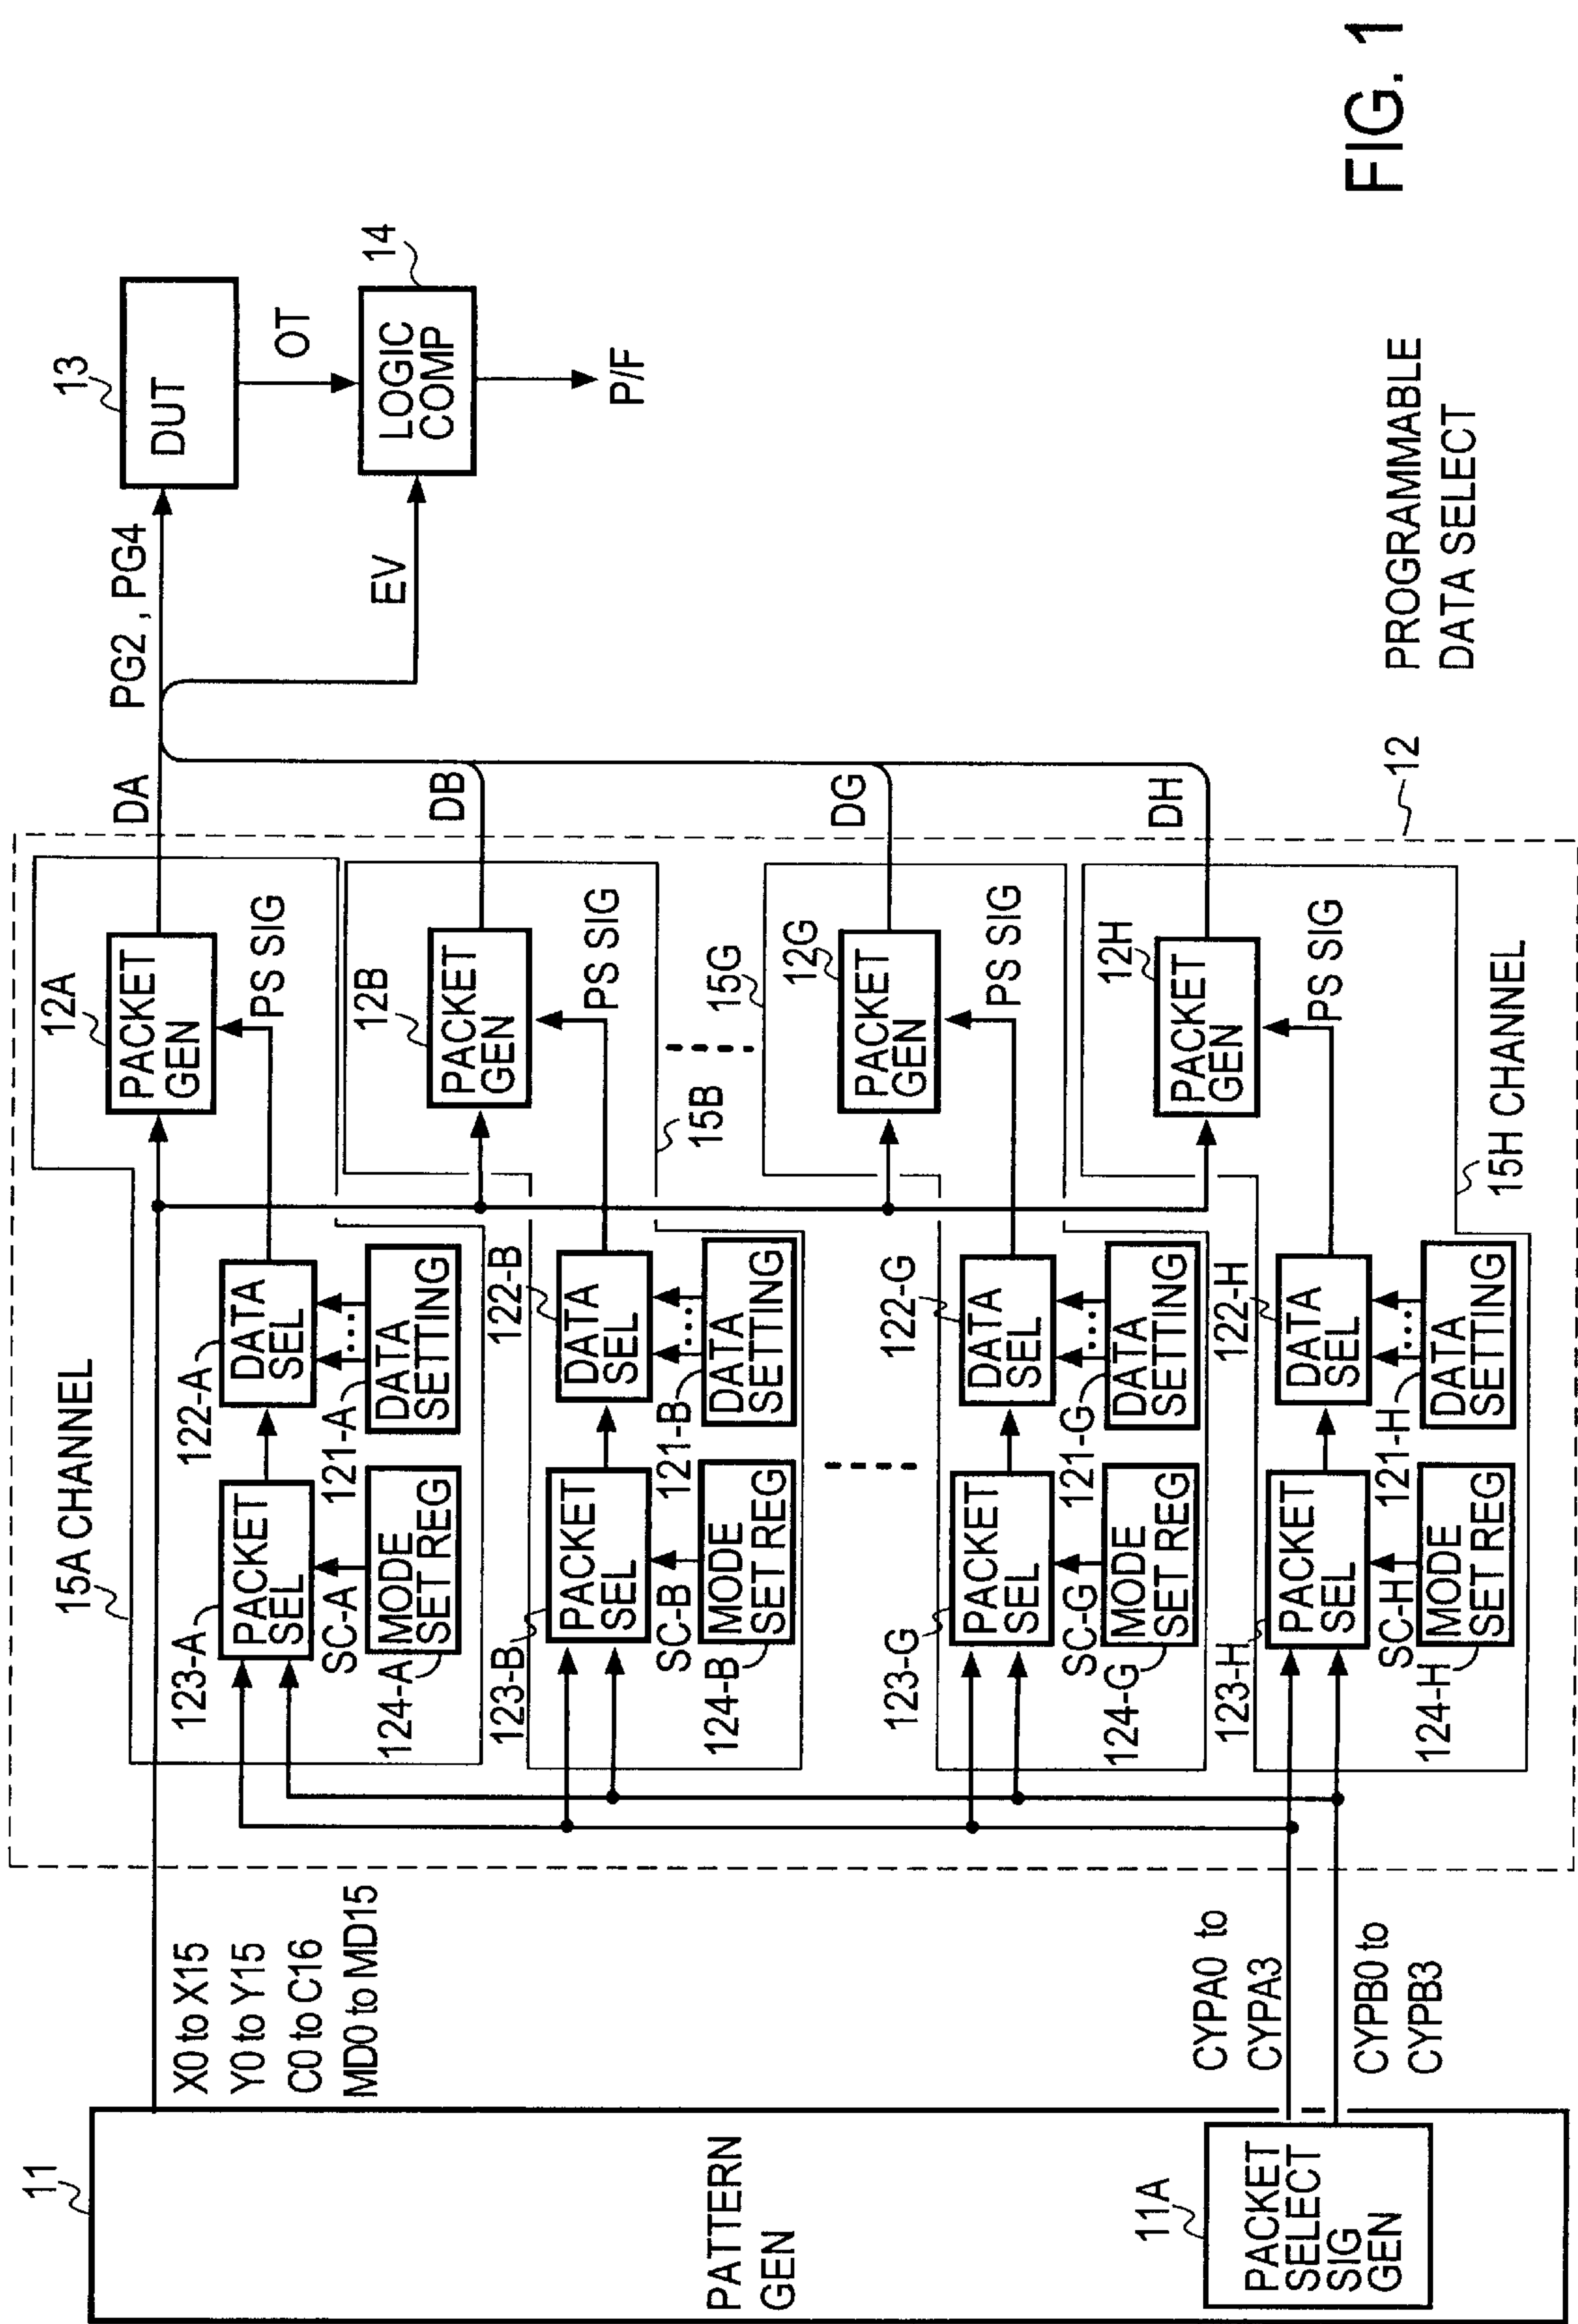 11
PATTERN
GEN
11A
PACKET
SELECT
SIG
GEN
X0 to X15
Y0 to Y15
C0 to C16
MD0 to MD15
CYPA0 to
CYPA3
CYPB0 to
CYPB3
15A CHANNEL
123-A
PACKET
SEL
SC-A
124-A
MODE
SET REG
122-A
DATA
SEL
121-A
DATA
SETTING
12A
PACKET
GEN
PS SIG
DA
123-B
PACKET
SEL
SC-B
124-B
MODE
SET REG
122-B
DATA
SEL
121-B
DATA
SETTING
15B
12B
PACKET
GEN
PS SIG
DB
123-G
PACKET
SEL
SC-G
124-G
MODE
SET REG
122-G
DATA
SEL
121-G
DATA
SETTING
15G
12G
PACKET
GEN
PS SIG
DG
123-H
PACKET
SEL
SC-H
124-H
MODE
SET REG
122-H
DATA
SEL
121-H
DATA
SETTING
15H CHANNEL
12H
PACKET
GEN
PS SIG
DH
12
PROGRAMMABLE
DATA SELECT
PG2 , PG4
EV
13
DUT
OT
14
LOGIC
COMP
P/F
FIG. 1